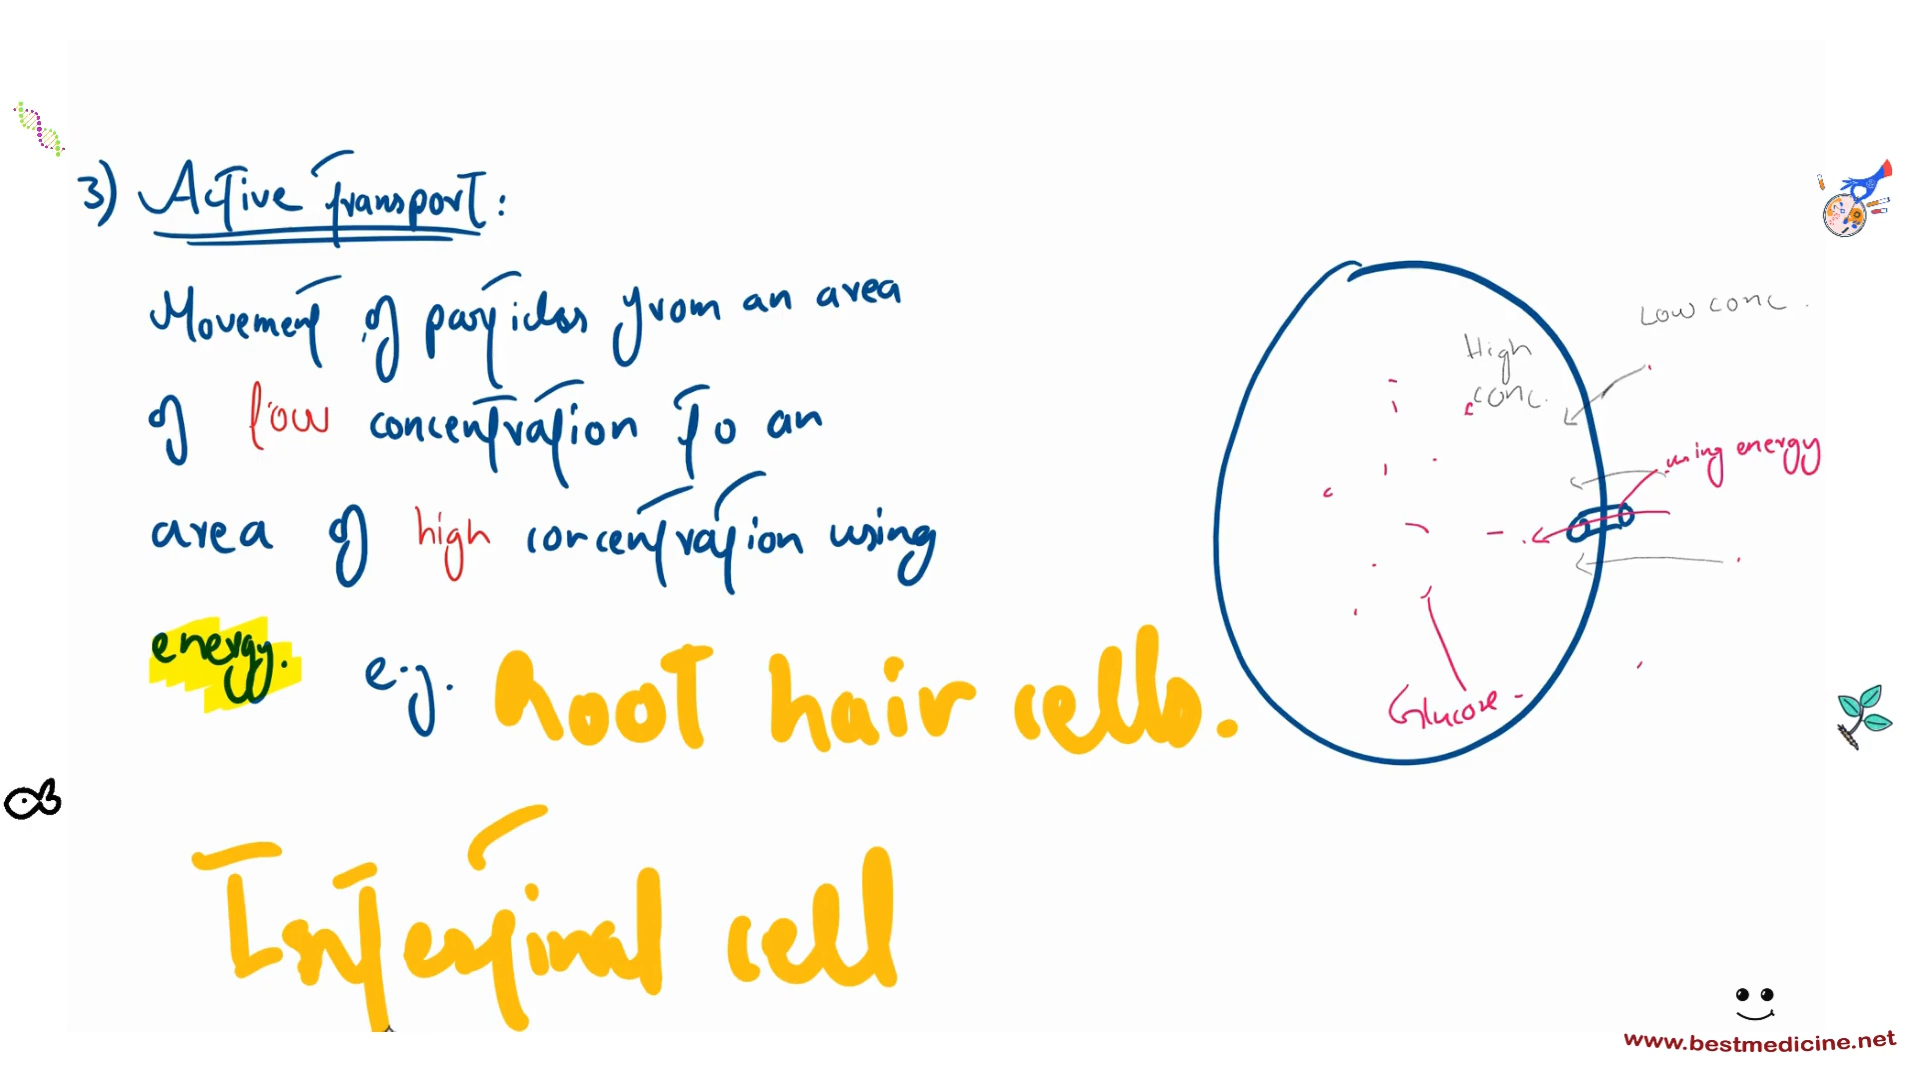 3) Active Transport:
Movement of particles from an area
of low concentration to an
area of high concentration using
energy. e.g. Root hair cells.
Intestinal cell
Low conc.
High
conc.
using energy
Glucose
www.bestmedicine.net